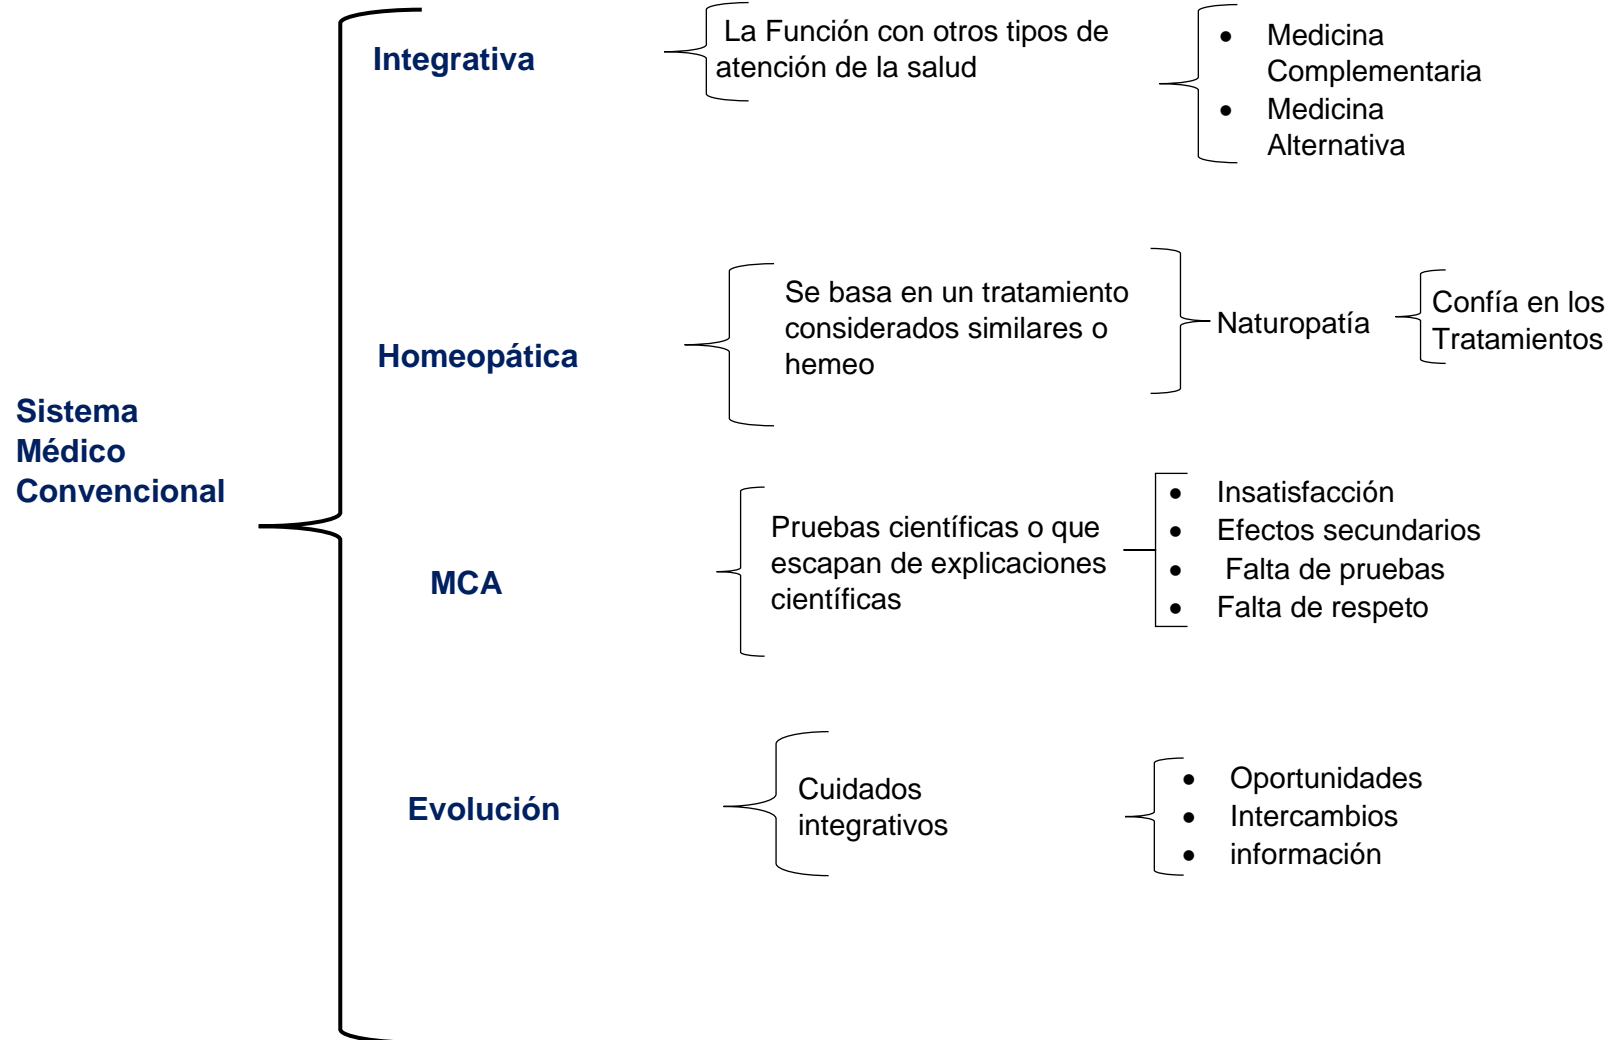 Sistema
Médico
Convencional
Integrativa
La Función con otros tipos de
atención de la salud
• Medicina
Complementaria
• Medicina
Alternativa
Homeopática
Se basa en un tratamiento
considerados similares o
hemeo
Naturopatía
Confía en los
Tratamientos
MCA
Pruebas científicas o que
escapan de explicaciones
científicas
• Insatisfacción
• Efectos secundarios
• Falta de pruebas
• Falta de respeto
Evolución
Cuidados
integrativos
• Oportunidades
• Intercambios
• información